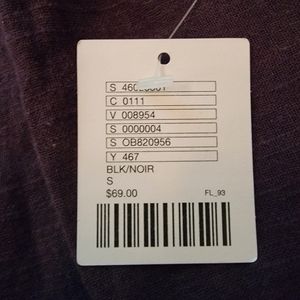 C 0111
V 008954
S 0000004
S OB820956
Y 467
BLK/NOIR
S
$69.00 FL_93